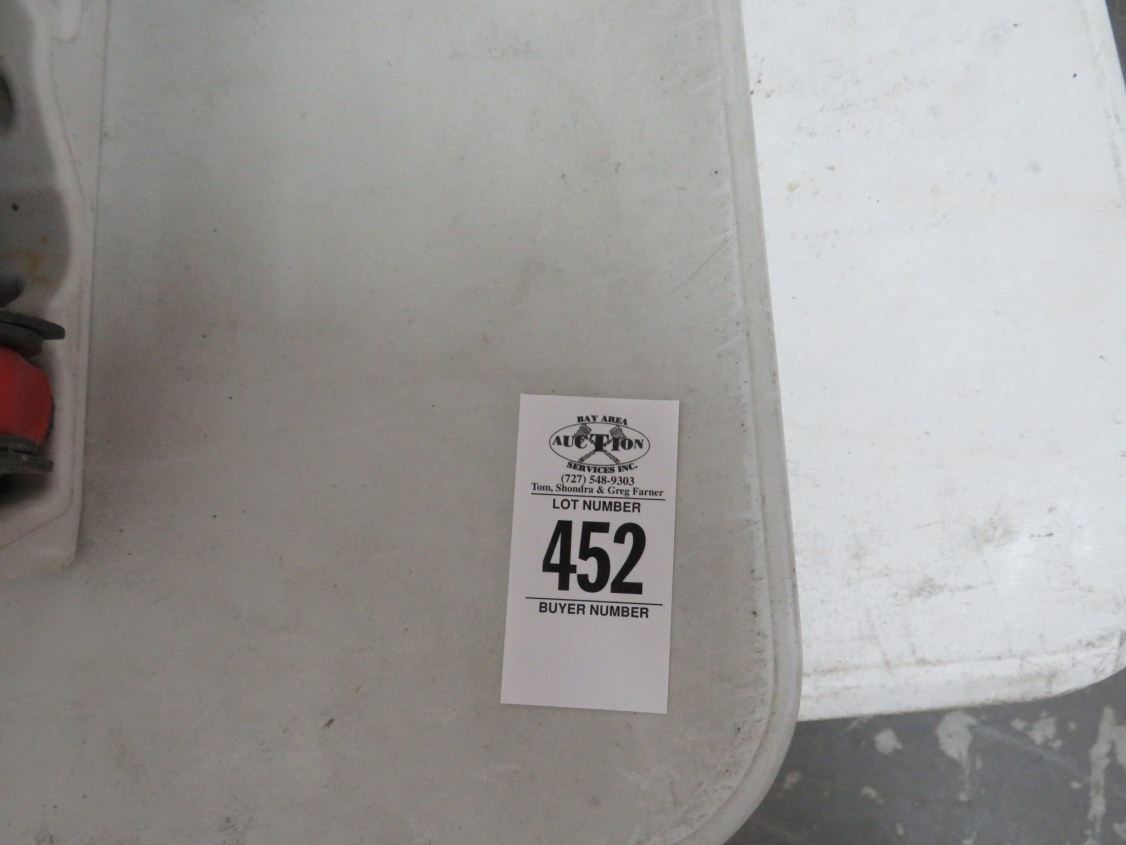 BAY AREA
AUCTION
SERVICES INC.
(727) 548-9303
Tom, Shondra & Greg Farner
LOT NUMBER
452
BUYER NUMBER